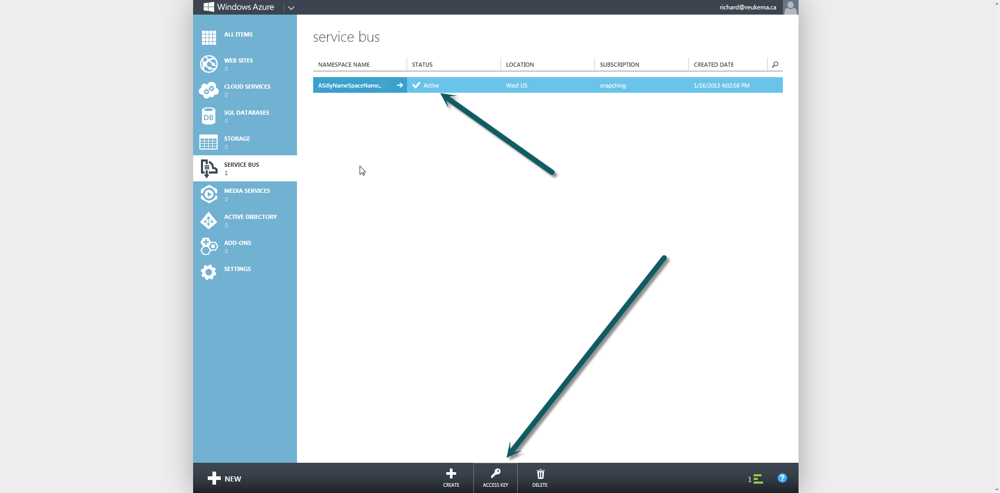 Windows Azure
richard@reukema.ca
ALL ITEMS
WEB SITES
0
CLOUD SERVICES
0
SQL DATABASES
0
DB
STORAGE
0
SERVICE BUS
1
MEDIA SERVICES
0
ACTIVE DIRECTORY
0
ADD-ONS
0
SETTINGS
service bus
NAMESPACE NAME STATUS LOCATION SUBSCRIPTION CREATED DATE
ASillyNameSpaceName.. Active West US snapching 1/16/2013 4:02:58 PM
NEW
CREATE
ACCESS KEY
DELETE
1
?